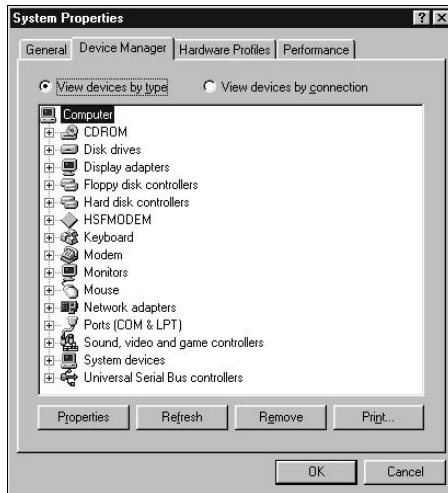 System Properties
General Device Manager Hardware Profiles Performance
View devices by type View devices by connection
Computer
CDROM
Disk drives
Display adapters
Floppy disk controllers
Hard disk controllers
HSFMODEM
Keyboard
Modem
Monitors
Mouse
Network adapters
Ports (COM & LPT)
Sound, video and game controllers
System devices
Universal Serial Bus controllers
Properties Refresh Remove Print...
OK Cancel